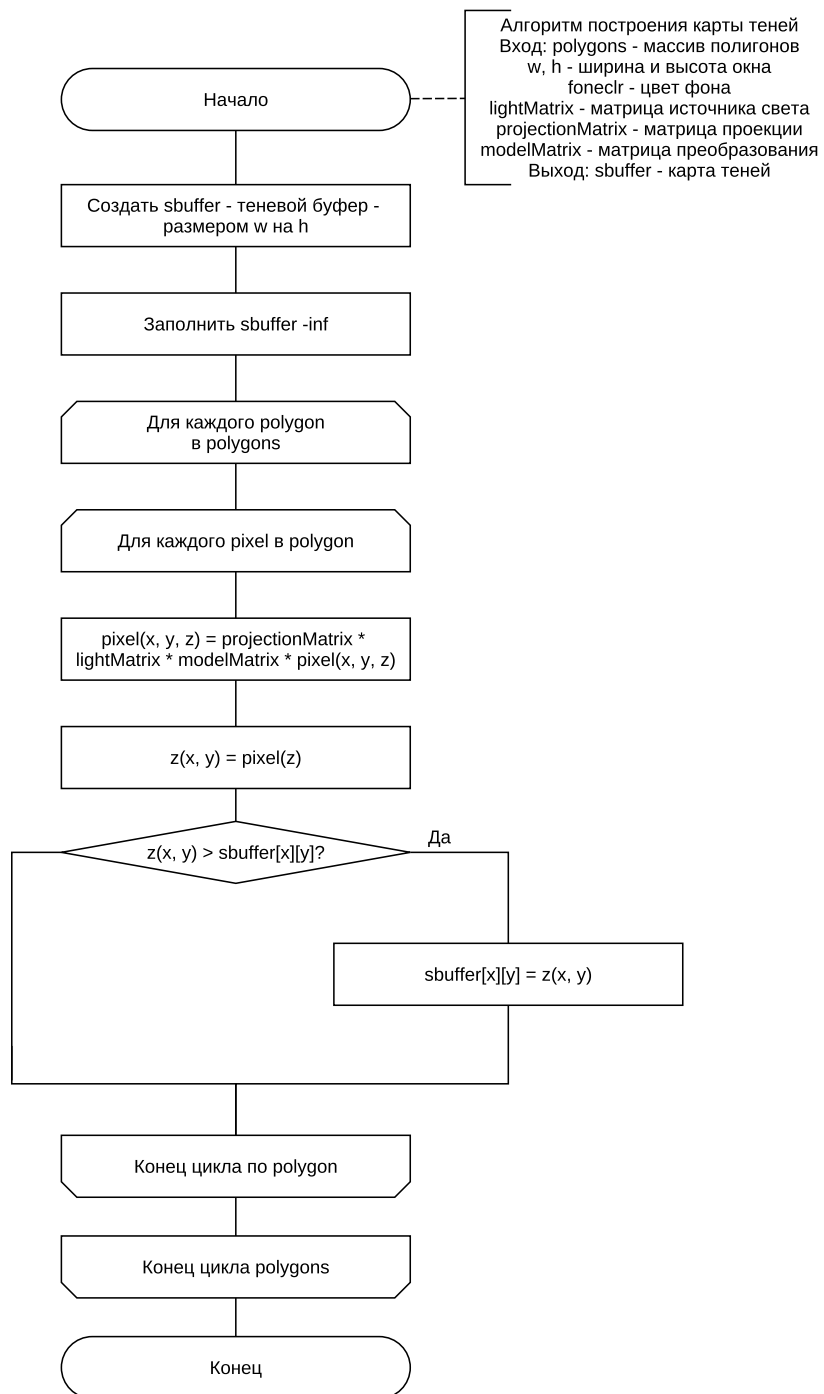 Алгоритм построения карты теней
Вход: polygons - массив полигонов
w, h - ширина и высота окна
foneclr - цвет фона
lightMatrix - матрица источника света
projectionMatrix - матрица проекции
modelMatrix - матрица преобразования
Выход: sbuffer - карта теней
Начало
Создать sbuffer - теневой буфер -
размером w на h
Заполнить sbuffer -inf
Для каждого polygon
в polygons
Для каждого pixel в polygon
pixel(x, y, z) = projectionMatrix *
lightMatrix * modelMatrix * pixel(x, y, z)
z(x, y) = pixel(z)
z(x, y) > sbuffer[x][y]?
Да
sbuffer[x][y] = z(x, y)
Конец цикла по polygon
Конец цикла polygons
Конец